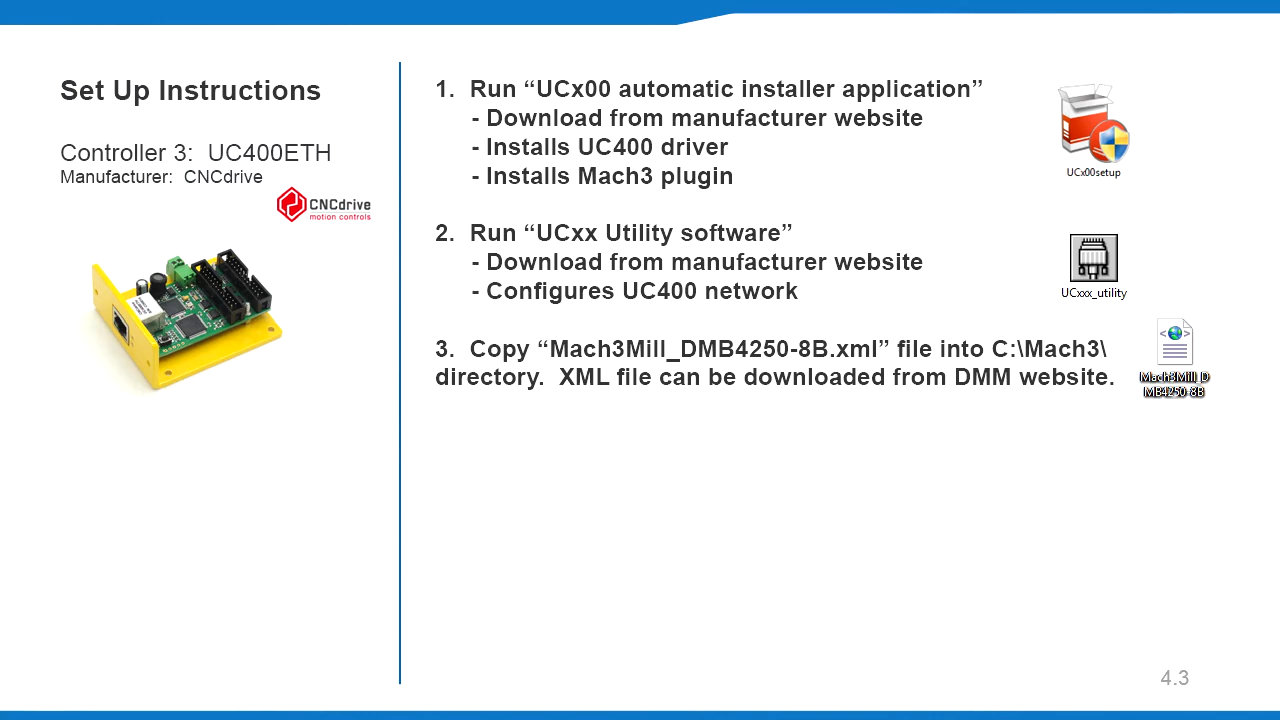 Set Up Instructions
Controller 3:  UC400ETH
Manufacturer:  CNCdrive
CNCdrive
motion controls
1.  Run “UCx00 automatic installer application”
- Download from manufacturer website
- Installs UC400 driver
- Installs Mach3 plugin
UCx00setup
2.  Run “UCxx Utility software”
- Download from manufacturer website
- Configures UC400 network
UCxxx_utility
3.  Copy “Mach3Mill_DMB4250-8B.xml” file into C:\Mach3\
directory.  XML file can be downloaded from DMM website.
Mach3Mill_D
MB4250-8B
4.3